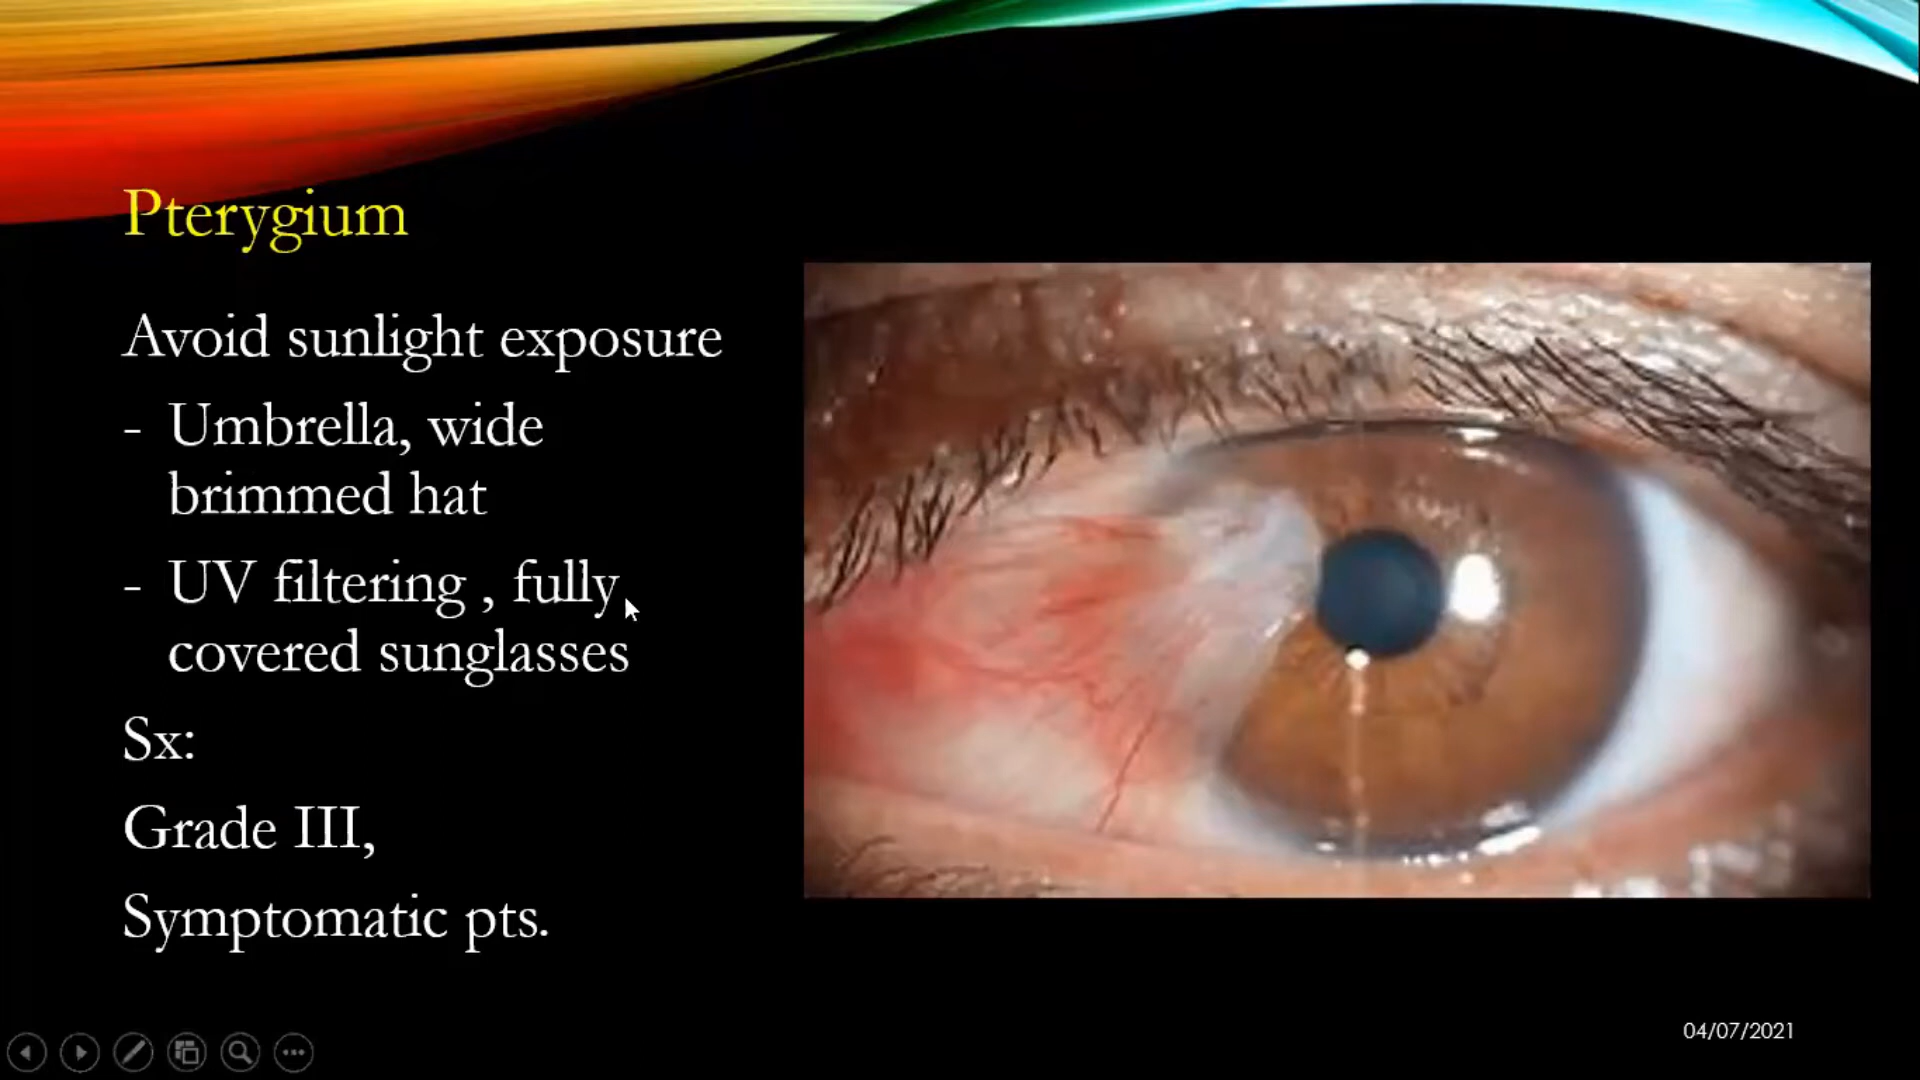 Pterygium
Avoid sunlight exposure
- Umbrella, wide
brimmed hat
- UV filtering , fully
covered sunglasses
Sx:
Grade III,
Symptomatic pts.
04/07/2021